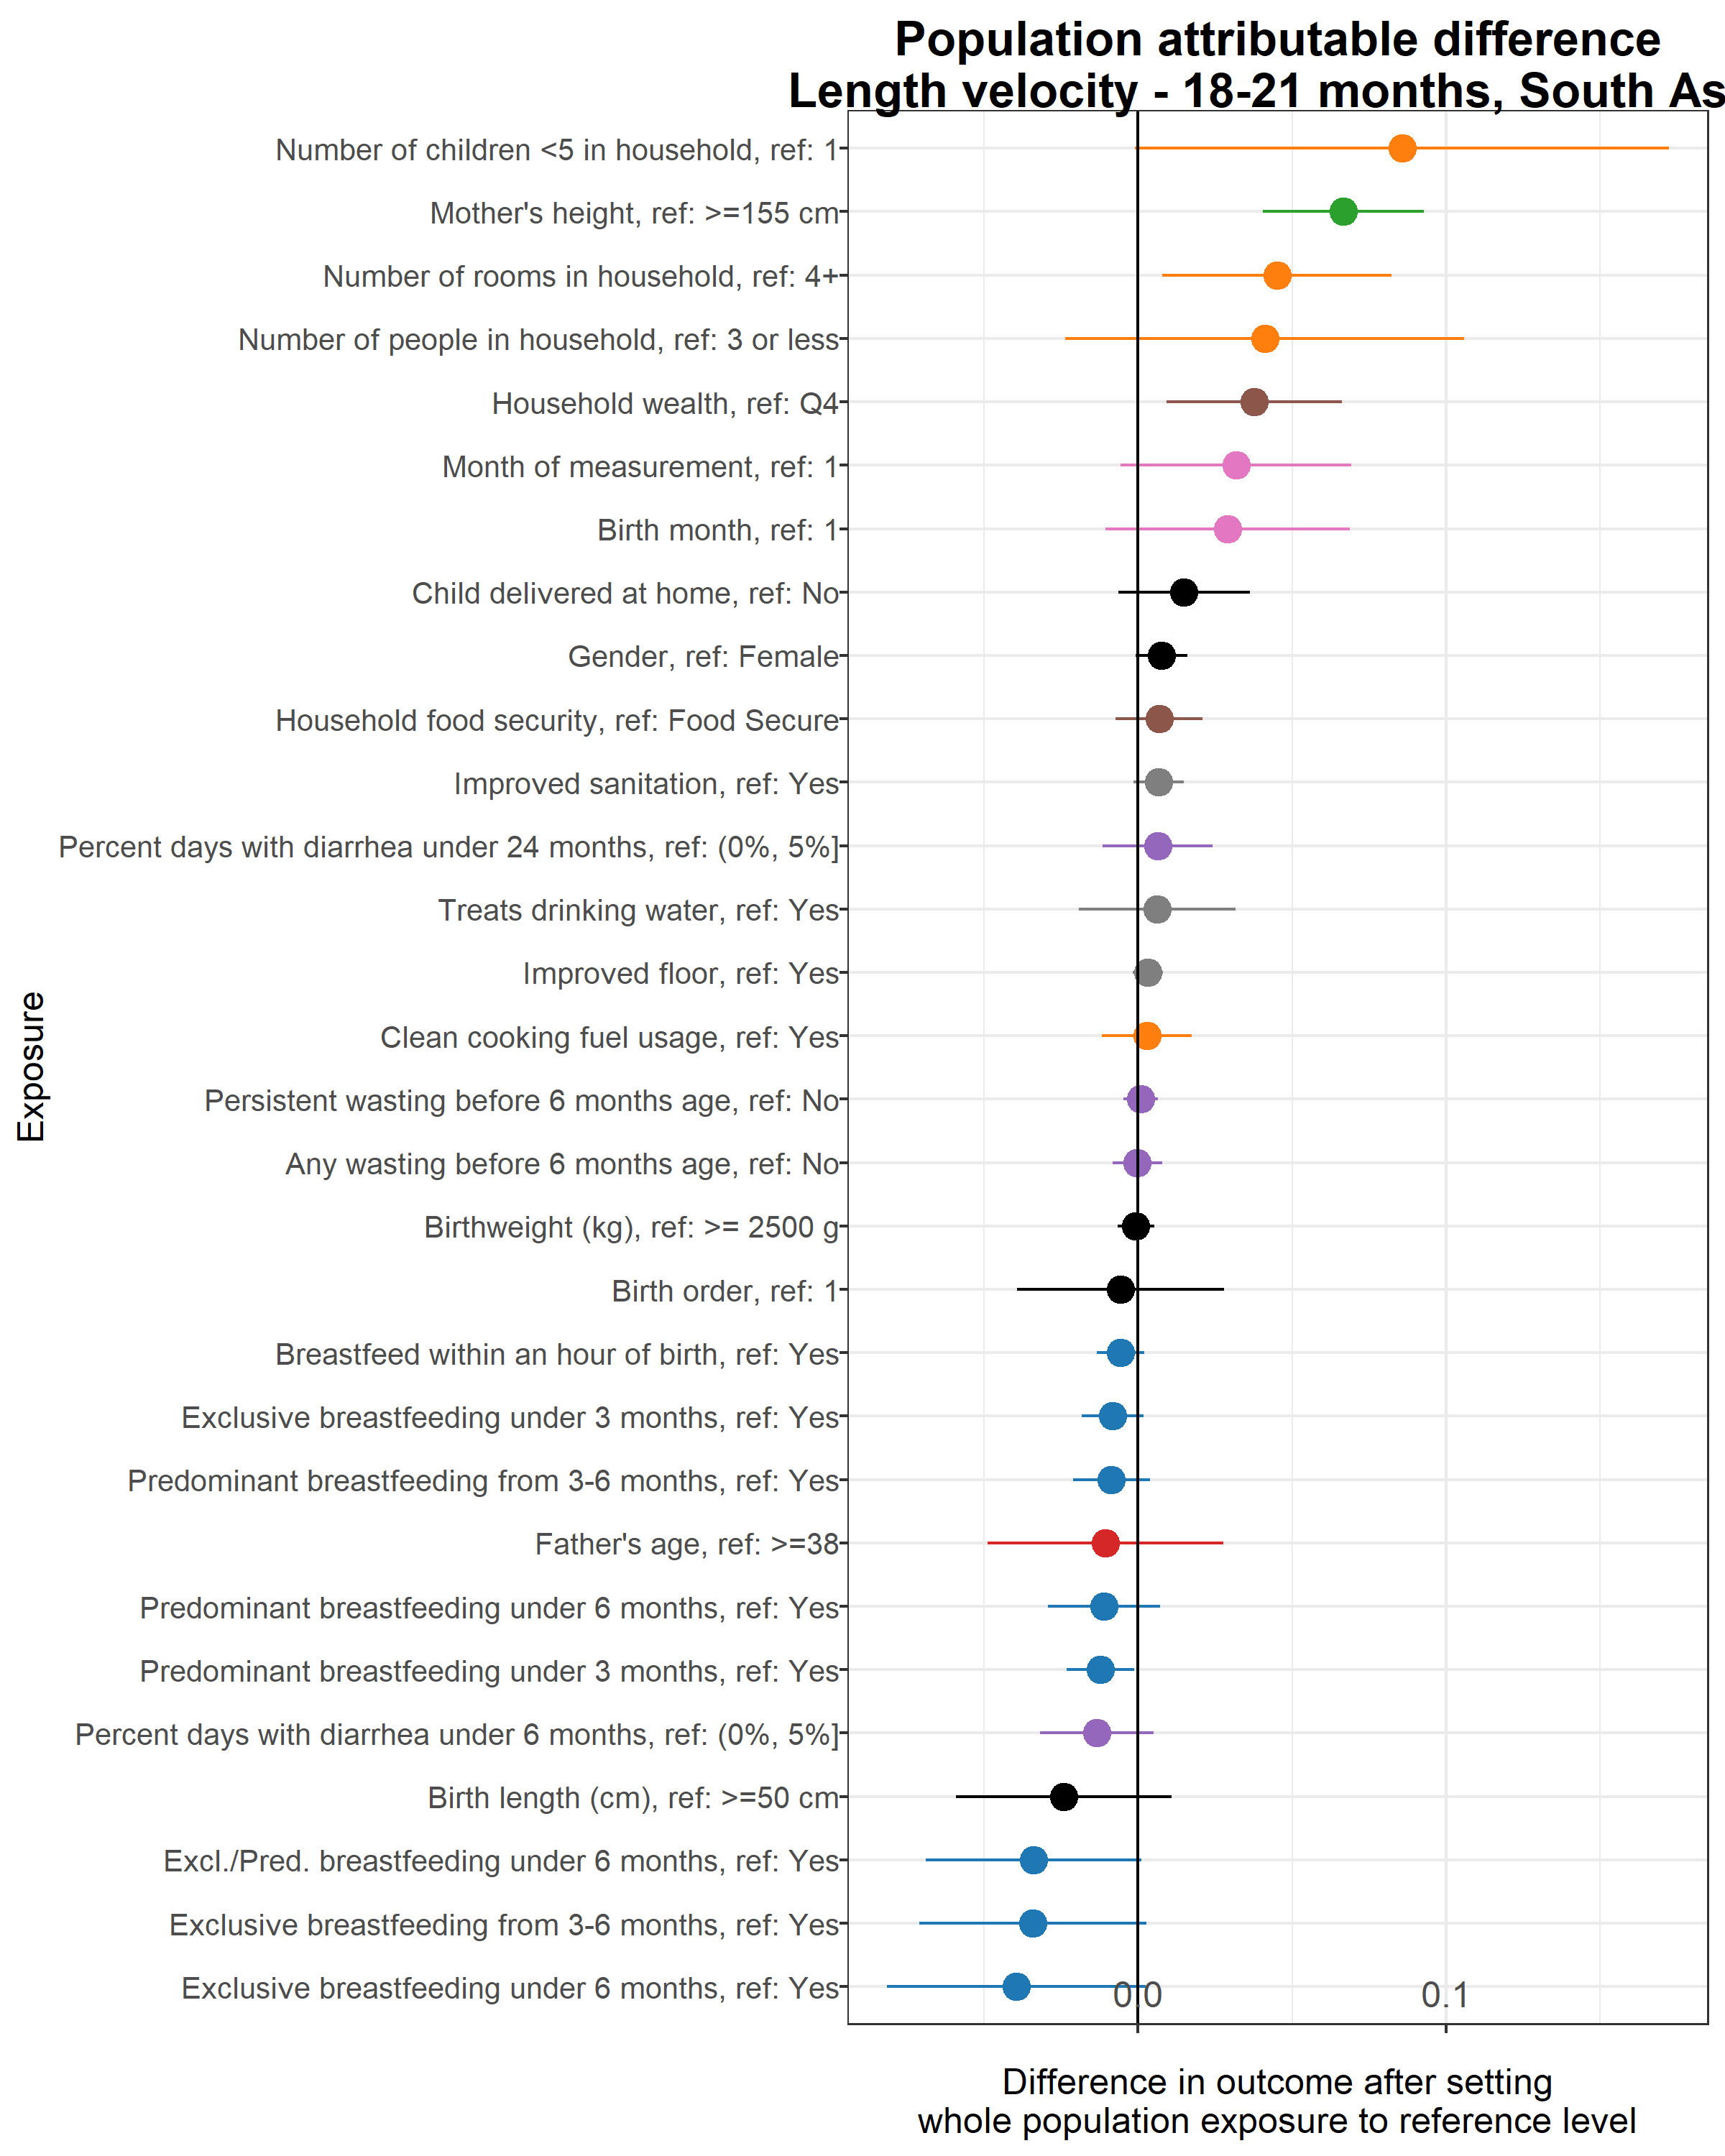 Population attributable difference
Length velocity - 18-21 months, South As
Number of children <5 in household, ref: 1
Mother's height, ref: >=155 cm
Number of rooms in household, ref: 4+
Number of people in household, ref: 3 or less
Household wealth, ref: Q4
Month of measurement, ref: 1
Birth month, ref: 1
Child delivered at home, ref: No
Gender, ref: Female
Household food security, ref: Food Secure
Improved sanitation, ref: Yes
Percent days with diarrhea under 24 months, ref: (0%, 5%]
Treats drinking water, ref: Yes
Improved floor, ref: Yes
Clean cooking fuel usage, ref: Yes
Persistent wasting before 6 months age, ref: No
Any wasting before 6 months age, ref: No
Birthweight (kg), ref: >= 2500 g
Birth order, ref: 1
Breastfeed within an hour of birth, ref: Yes
Exclusive breastfeeding under 3 months, ref: Yes
Predominant breastfeeding from 3-6 months, ref: Yes
Father's age, ref: >=38
Predominant breastfeeding under 6 months, ref: Yes
Predominant breastfeeding under 3 months, ref: Yes
Percent days with diarrhea under 6 months, ref: (0%, 5%]
Birth length (cm), ref: >=50 cm
Excl./Pred. breastfeeding under 6 months, ref: Yes
Exclusive breastfeeding from 3-6 months, ref: Yes
Exclusive breastfeeding under 6 months, ref: Yes
Exposure
0.0 0.1
Difference in outcome after setting
whole population exposure to reference level